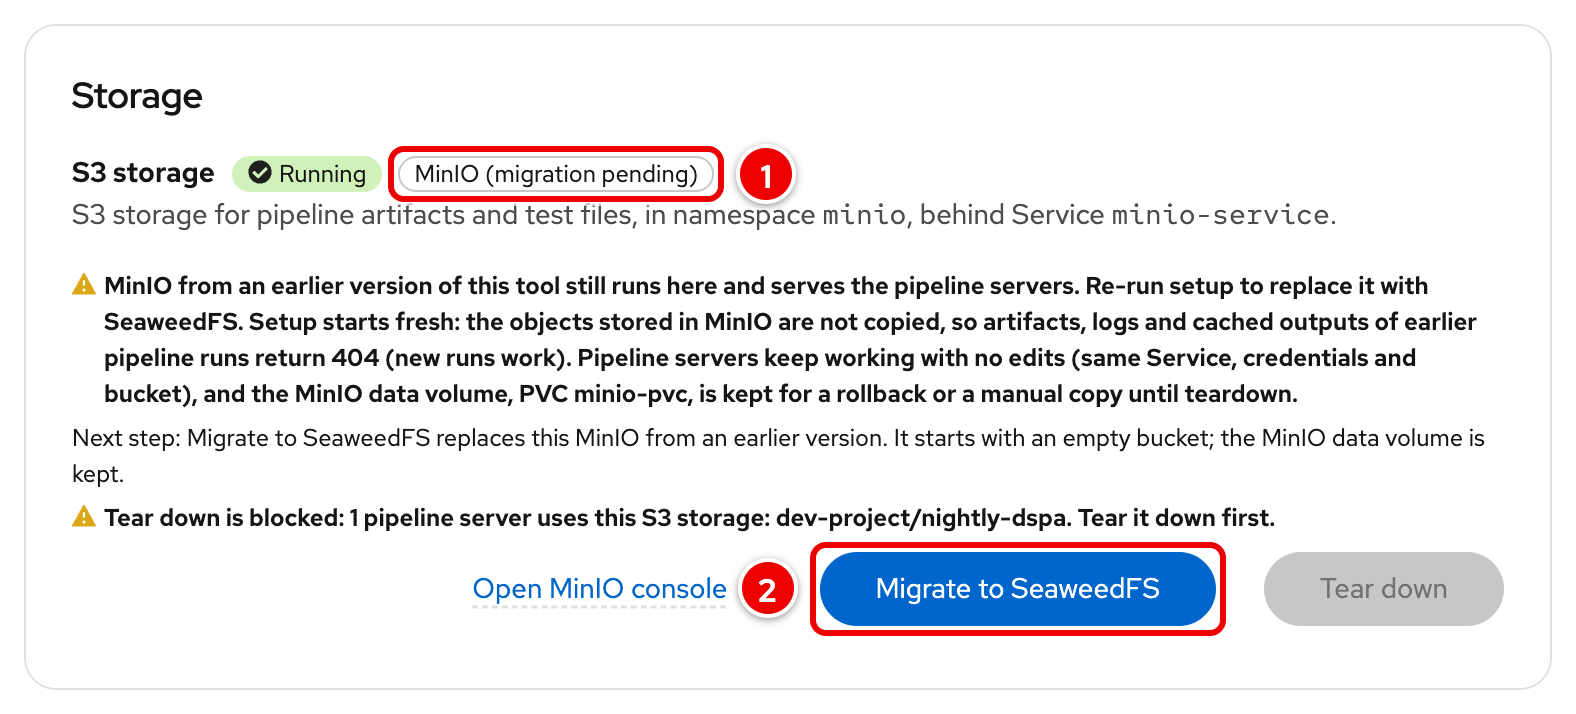 Storage
S3 storage Running MinIO (migration pending) 1
S3 storage for pipeline artifacts and test files, in namespace minio, behind Service minio-service.
MinIO from an earlier version of this tool still runs here and serves the pipeline servers. Re-run setup to replace it with
SeaweedFS. Setup starts fresh: the objects stored in MinIO are not copied, so artifacts, logs and cached outputs of earlier
pipeline runs return 404 (new runs work). Pipeline servers keep working with no edits (same Service, credentials and
bucket), and the MinIO data volume, PVC minio-pvc, is kept for a rollback or a manual copy until teardown.
Next step: Migrate to SeaweedFS replaces this MinIO from an earlier version. It starts with an empty bucket; the MinIO data volume is
kept.
Tear down is blocked: 1 pipeline server uses this S3 storage: dev-project/nightly-dspa. Tear it down first.
Open MinIO console 2 Migrate to SeaweedFS Tear down